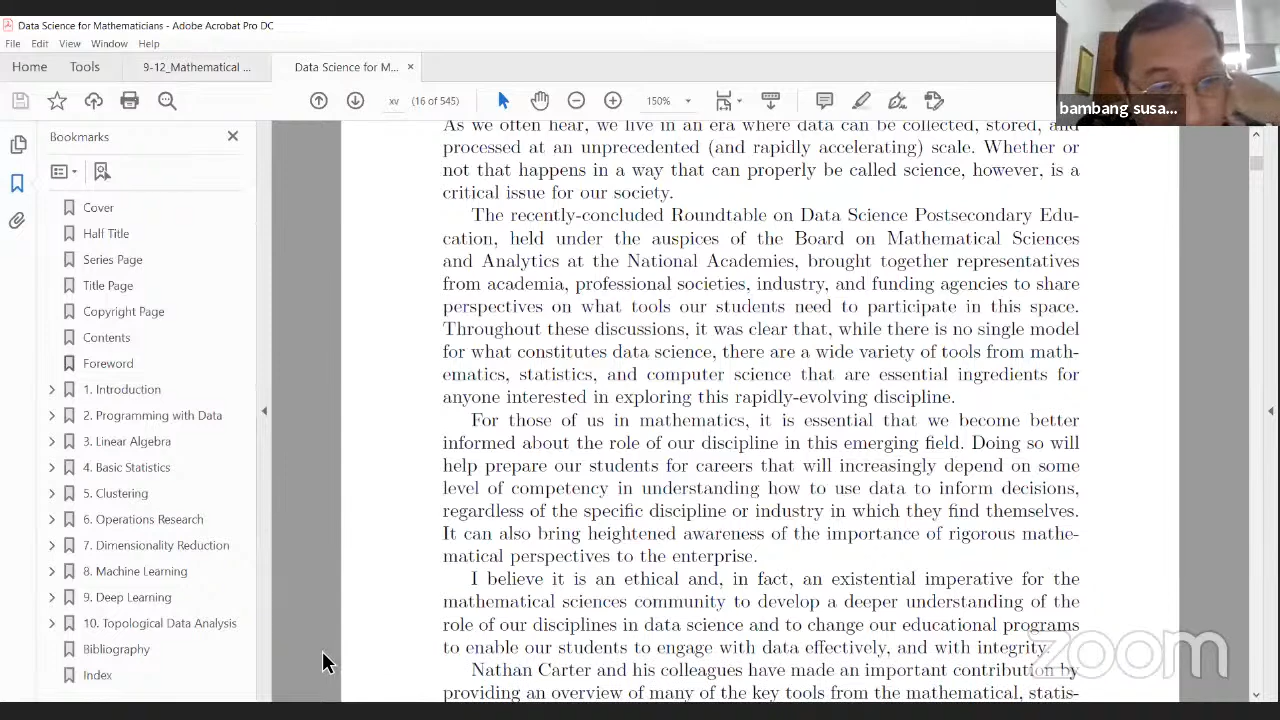 Data Science for Mathematicians - Adobe Acrobat Pro DC
File Edit View Window Help
Home Tools 9-12_Mathematical ... Data Science for M... ×
xv (16 of 545) 150%
bambang susa...
Bookmarks
Cover
Half Title
Series Page
Title Page
Copyright Page
Contents
Foreword
1. Introduction
2. Programming with Data
3. Linear Algebra
4. Basic Statistics
5. Clustering
6. Operations Research
7. Dimensionality Reduction
8. Machine Learning
9. Deep Learning
10. Topological Data Analysis
Bibliography
Index
As we often hear, we live in an era where data can be collected, stored, and
processed at an unprecedented (and rapidly accelerating) scale. Whether or
not that happens in a way that can properly be called science, however, is a
critical issue for our society.
The recently-concluded Roundtable on Data Science Postsecondary Edu-
cation, held under the auspices of the Board on Mathematical Sciences
and Analytics at the National Academies, brought together representatives
from academia, professional societies, industry, and funding agencies to share
perspectives on what tools our students need to participate in this space.
Throughout these discussions, it was clear that, while there is no single model
for what constitutes data science, there are a wide variety of tools from math-
ematics, statistics, and computer science that are essential ingredients for
anyone interested in exploring this rapidly-evolving discipline.
For those of us in mathematics, it is essential that we become better
informed about the role of our discipline in this emerging field. Doing so will
help prepare our students for careers that will increasingly depend on some
level of competency in understanding how to use data to inform decisions,
regardless of the specific discipline or industry in which they find themselves.
It can also bring heightened awareness of the importance of rigorous mathe-
matical perspectives to the enterprise.
I believe it is an ethical and, in fact, an existential imperative for the
mathematical sciences community to develop a deeper understanding of the
role of our disciplines in data science and to change our educational programs
to enable our students to engage with data effectively, and with integrity.
Nathan Carter and his colleagues have made an important contribution by
providing an overview of many of the key tools from the mathematical, statis-
zoom